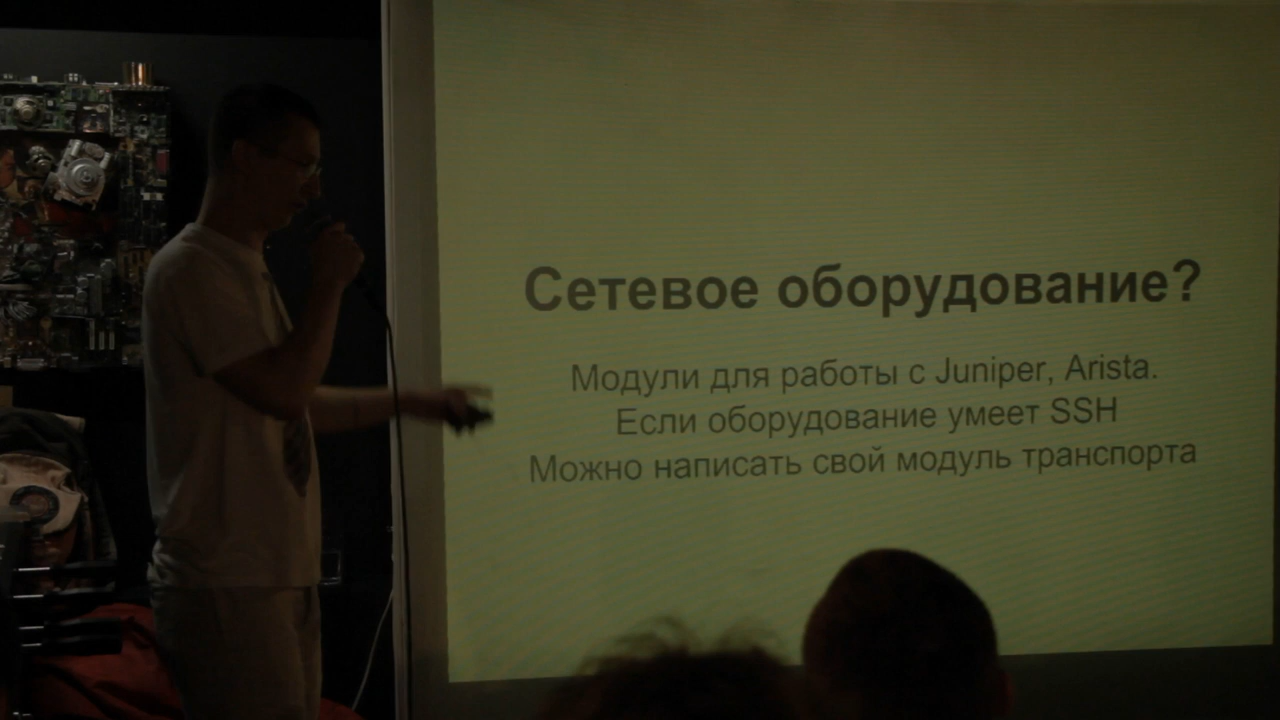 Сетевое оборудование?
Модули для работы с Juniper, Arista.
Если оборудование умеет SSH
Можно написать свой модуль транспорта